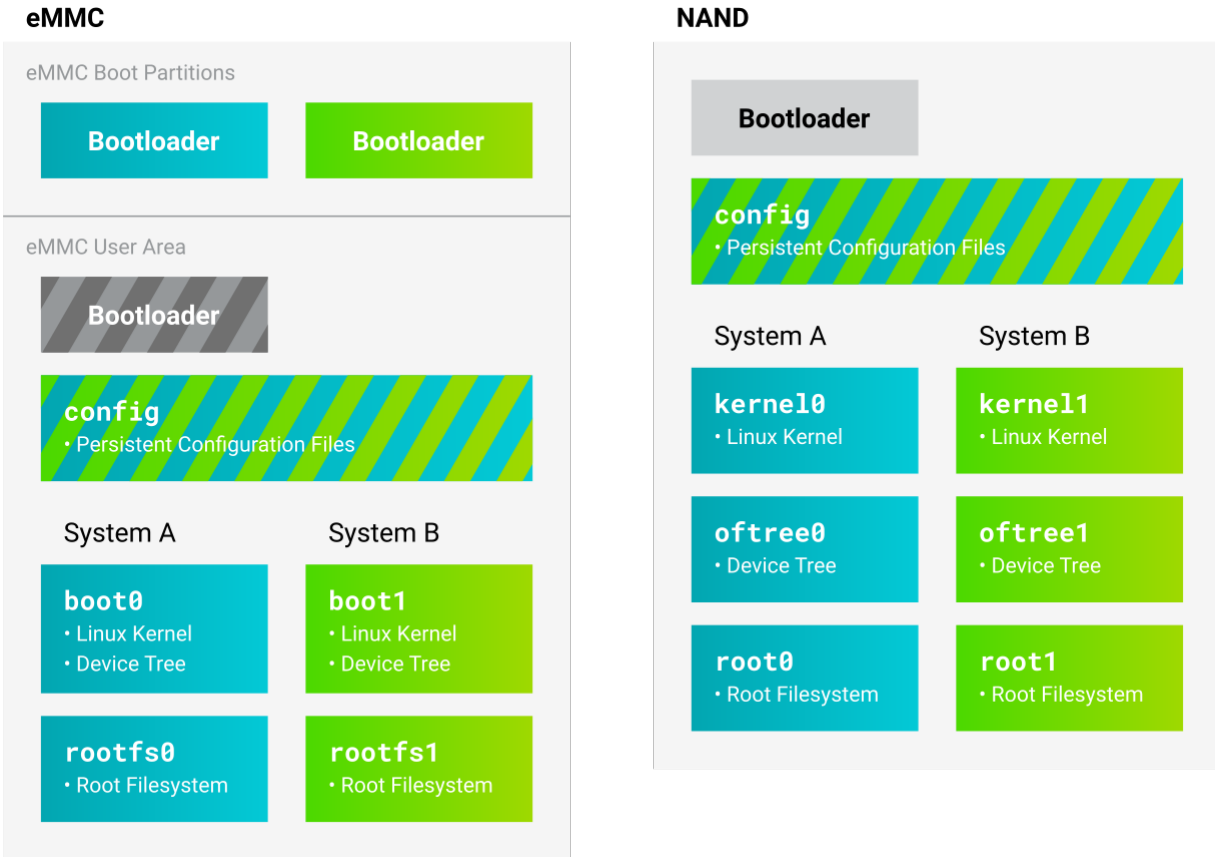 eMMC
eMMC Boot Partitions
Bootloader
Bootloader
eMMC User Area
Bootloader
config
• Persistent Configuration Files
System A
System B
boot0
• Linux Kernel
• Device Tree
boot1
• Linux Kernel
• Device Tree
rootfs0
• Root Filesystem
rootfs1
• Root Filesystem
NAND
Bootloader
config
• Persistent Configuration Files
System A
System B
kernel0
• Linux Kernel
kernel1
• Linux Kernel
oftree0
• Device Tree
oftree1
• Device Tree
root0
• Root Filesystem
root1
• Root Filesystem